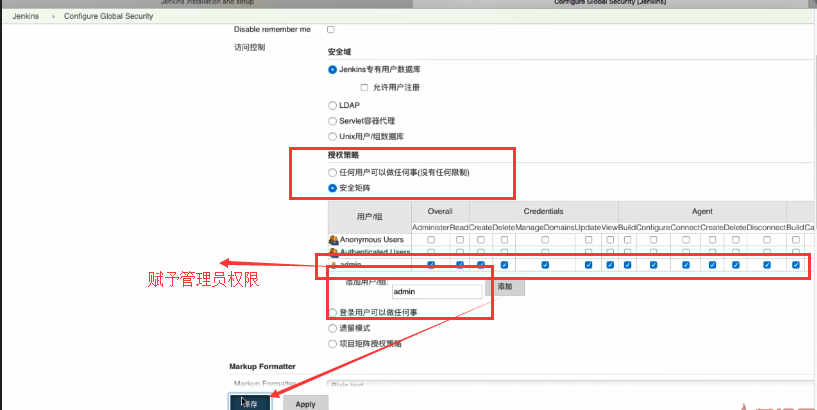 Jenkins installation and setup
Configure Global Security [Jenkins]
Jenkins › Configure Global Security
Disable remember me
访问控制
安全域
Jenkins专有用户数据库
允许用户注册
LDAP
Servlet容器代理
Unix用户/组数据库
授权策略
任何用户可以做任何事(没有任何限制)
安全矩阵
用户/组 Overall Credentials Agent
Administer Read Create Delete ManageDomains Update View Build Configure Connect Create Delete Disconnect Build Ca
Anonymous Users
Authenticated Users
admin
赋予管理员权限
添加用户/组: admin 添加
登录用户可以做任何事
遗留模式
项目矩阵授权策略
Markup Formatter
Markup Formatter Plain text
保存 Apply